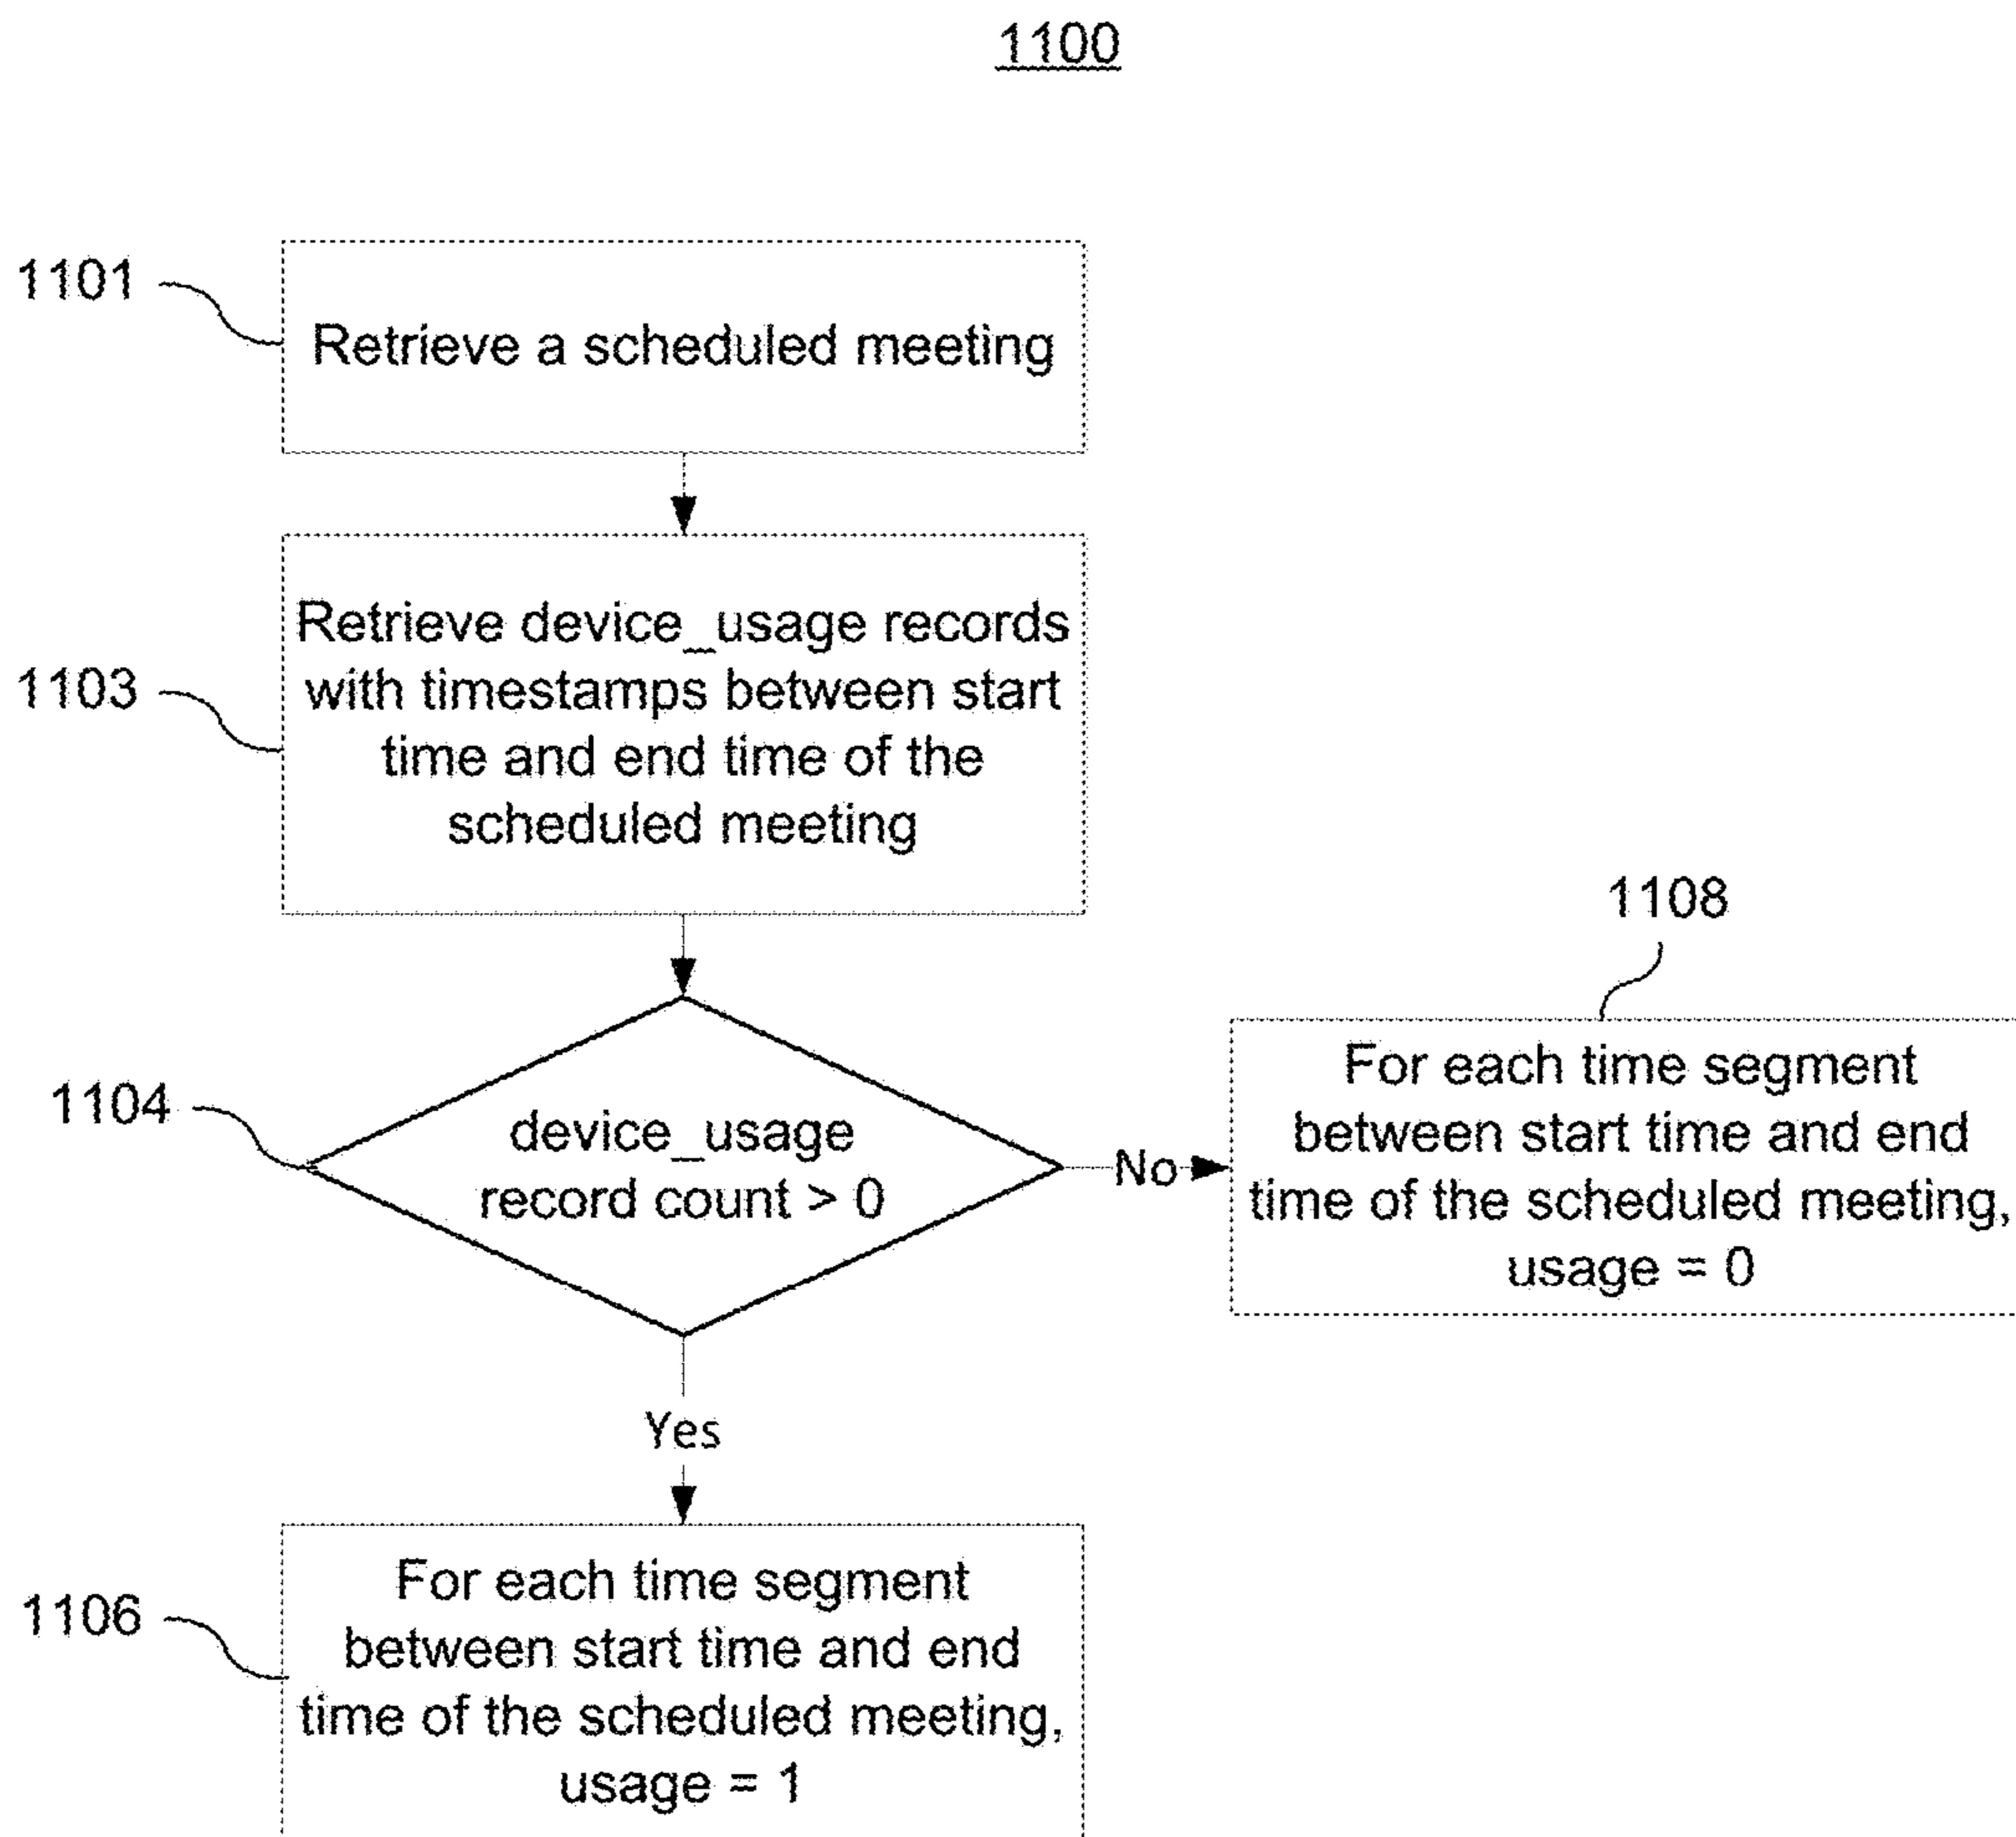 1100
1101
Retrieve a scheduled meeting
1103
Retrieve device_usage records
with timestamps between start
time and end time of the
scheduled meeting
1104
device_usage
record count > 0
No
1108
For each time segment
between start time and end
time of the scheduled meeting,
usage = 0
Yes
1106
For each time segment
between start time and end
time of the scheduled meeting,
usage = 1